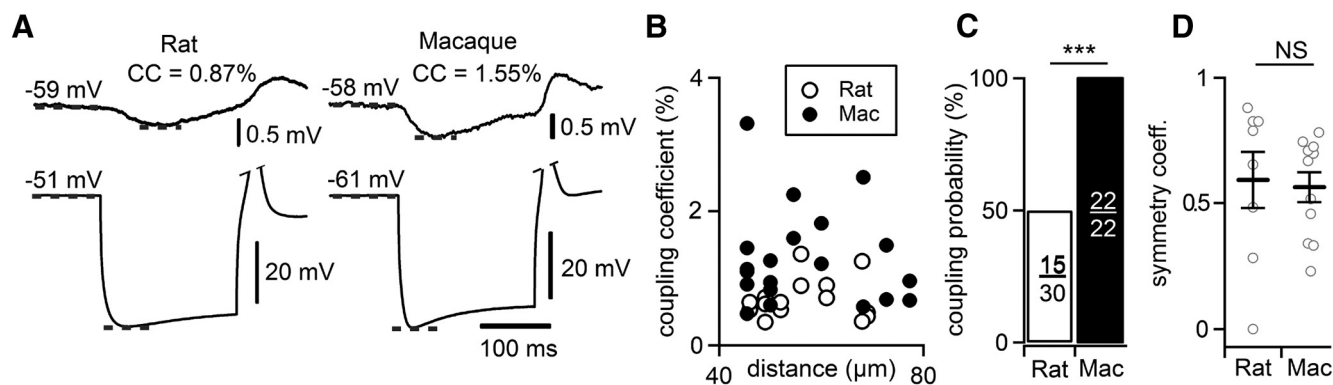 A
Rat
CC = 0.87%
-59 mV
0.5 mV
-51 mV
20 mV
Macaque
CC = 1.55%
-58 mV
0.5 mV
-61 mV
20 mV
100 ms
B
coupling coefficient (%)
4
2
0
Rat
Mac
40
distance (µm)
80
C
***
coupling probability (%)
100
50
0
15
30
22
22
Rat
Mac
D
NS
symmetry coeff.
1
0.5
0
Rat
Mac